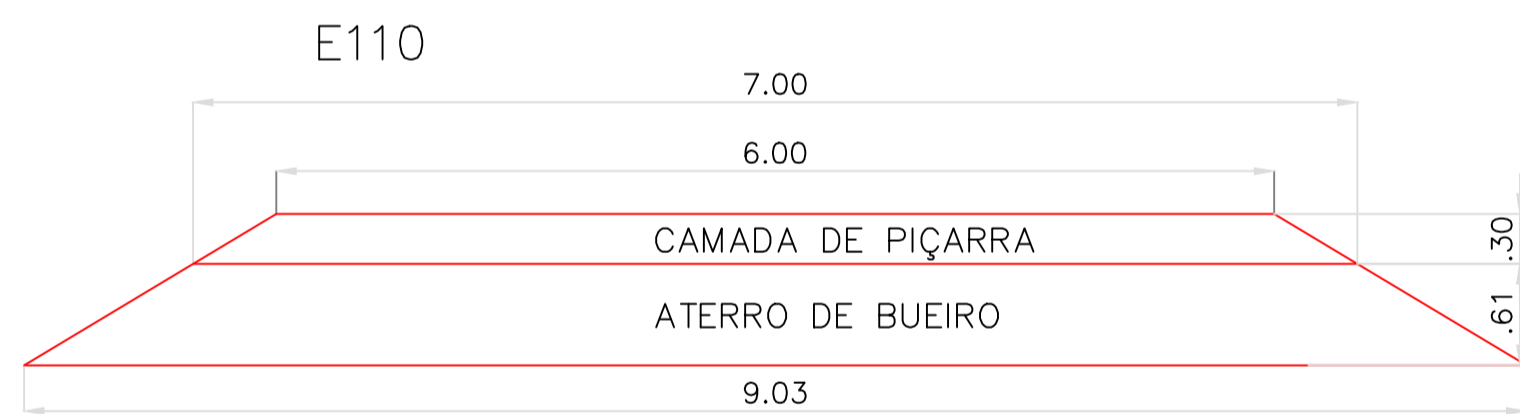 E110
7.00
6.00
CAMADA DE PIÇARRA
.30
ATERRO DE BUEIRO
.61
9.03